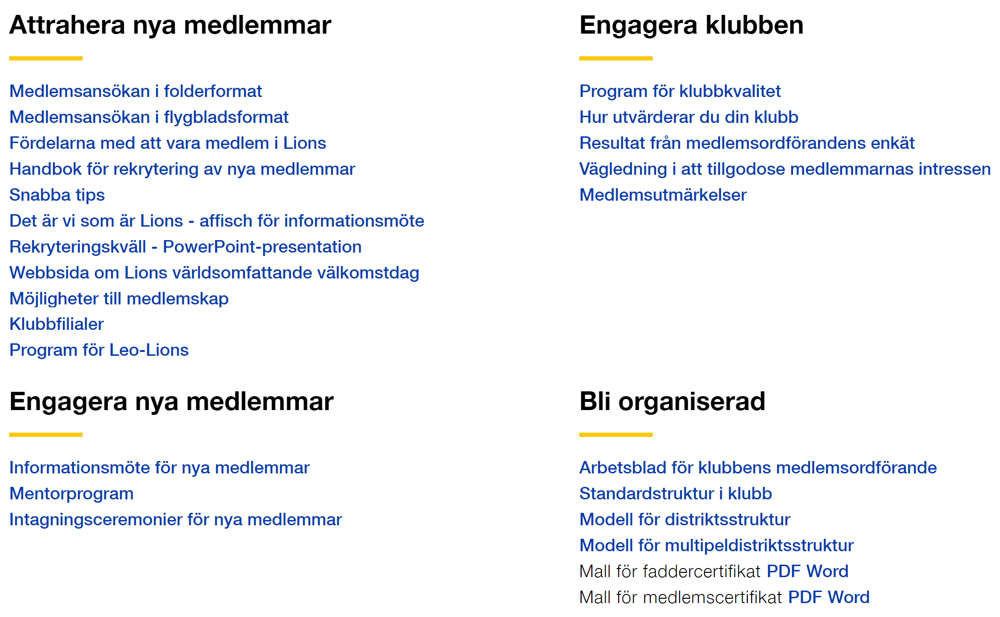 Attrahera nya medlemmar
Medlemsansökan i folderformat
Medlemsansökan i flygbladsformat
Fördelarna med att vara medlem i Lions
Handbok för rekrytering av nya medlemmar
Snabba tips
Det är vi som är Lions - affisch för informationsmöte
Rekryteringskväll - PowerPoint-presentation
Webbsida om Lions världsomfattande välkomstdag
Möjligheter till medlemskap
Klubbfilialer
Program för Leo-Lions
Engagera klubben
Program för klubbkvalitet
Hur utvärderar du din klubb
Resultat från medlemsordförandens enkät
Vägledning i att tillgodose medlemmarnas intressen
Medlemsutmärkelser
Engagera nya medlemmar
Informationsmöte för nya medlemmar
Mentorprogram
Intagningsceremonier för nya medlemmar
Bli organiserad
Arbetsblad för klubbens medlemsordförande
Standardstruktur i klubb
Modell för distriktsstruktur
Modell för multipeldistriktsstruktur
Mall för faddercertifikat PDF Word
Mall för medlemscertifikat PDF Word